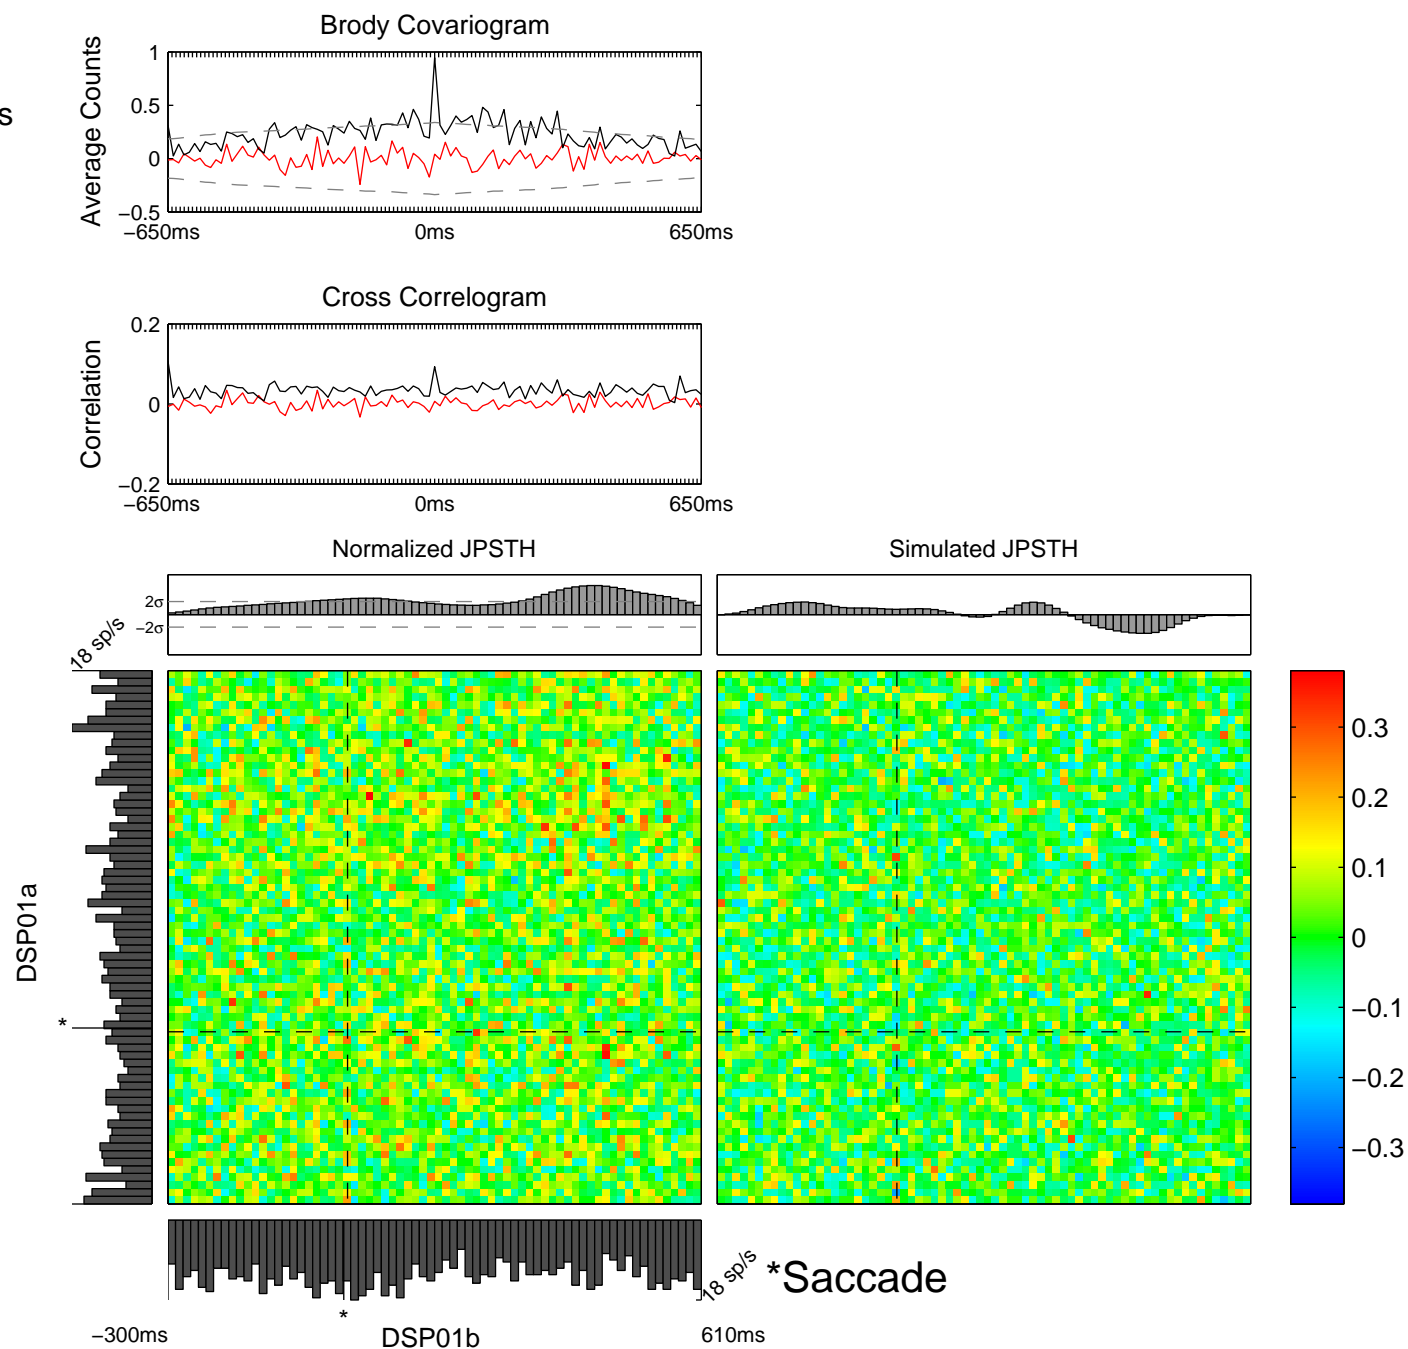 Brody Covariogram
s
Average Counts
1
0.5
0
−0.5
−650ms
0ms
650ms
Cross Correlogram
Correlation
0.2
0
−0.2
−650ms
0ms
650ms
Normalized JPSTH
Simulated JPSTH
2σ
−2σ
18 sp/s
DSP01a
*
0.3
0.2
0.1
0
−0.1
−0.2
−0.3
18 sp/s
*Saccade
*
−300ms
DSP01b
610ms